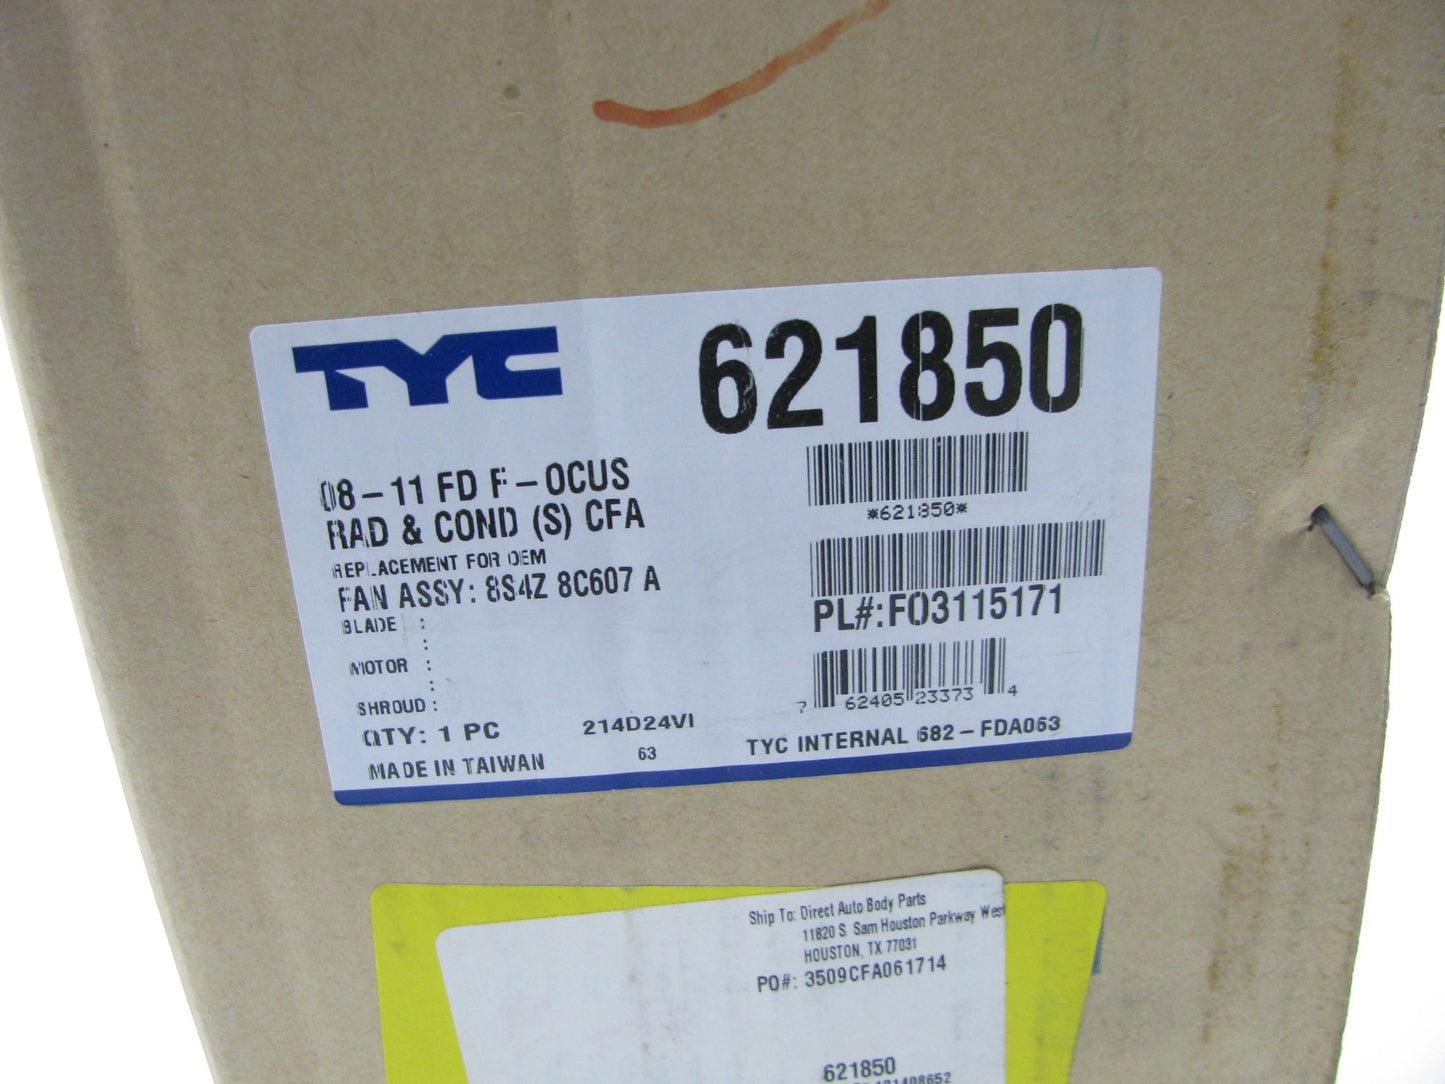 TYC
621850
08-11 FD F-OCUS
RAD & COND (S) CFA
REPLACEMENT FOR OEM
FAN ASSY: 8S4Z 8C607 A
BLADE :
:
MOTOR :
:
SHROUD :
QTY: 1 PC
214D24VI
MADE IN TAIWAN
63
*621850*
PL#:FO3115171
7 62405 23373 4
TYC INTERNAL 682-FDA063
Ship To: Direct Auto Body Parts
11820 S. Sam Houston Parkway West
HOUSTON, TX 77031
PO#: 3509CFA061714
621850